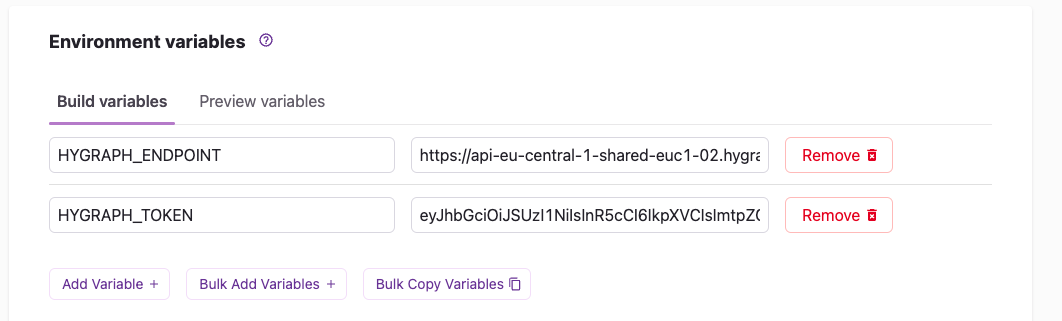 Environment variables
Build variables
Preview variables
HYGRAPH_ENDPOINT
https://api-eu-central-1-shared-euc1-02.hygra
Remove
HYGRAPH_TOKEN
eyJhbGciOiJSUzI1NiIsInR5cCI6IkpXVCIsImtpZC
Remove
Add Variable +
Bulk Add Variables +
Bulk Copy Variables